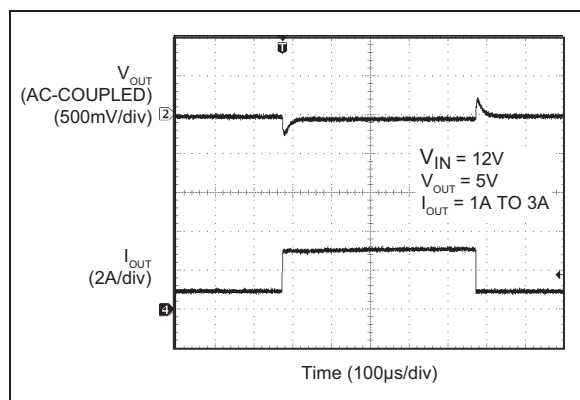 T
V_OUT
(AC-COUPLED)
(500mV/div)
2
V_IN = 12V
V_OUT = 5V
I_OUT = 1A TO 3A
I_OUT
(2A/div)
4
Time (100µs/div)